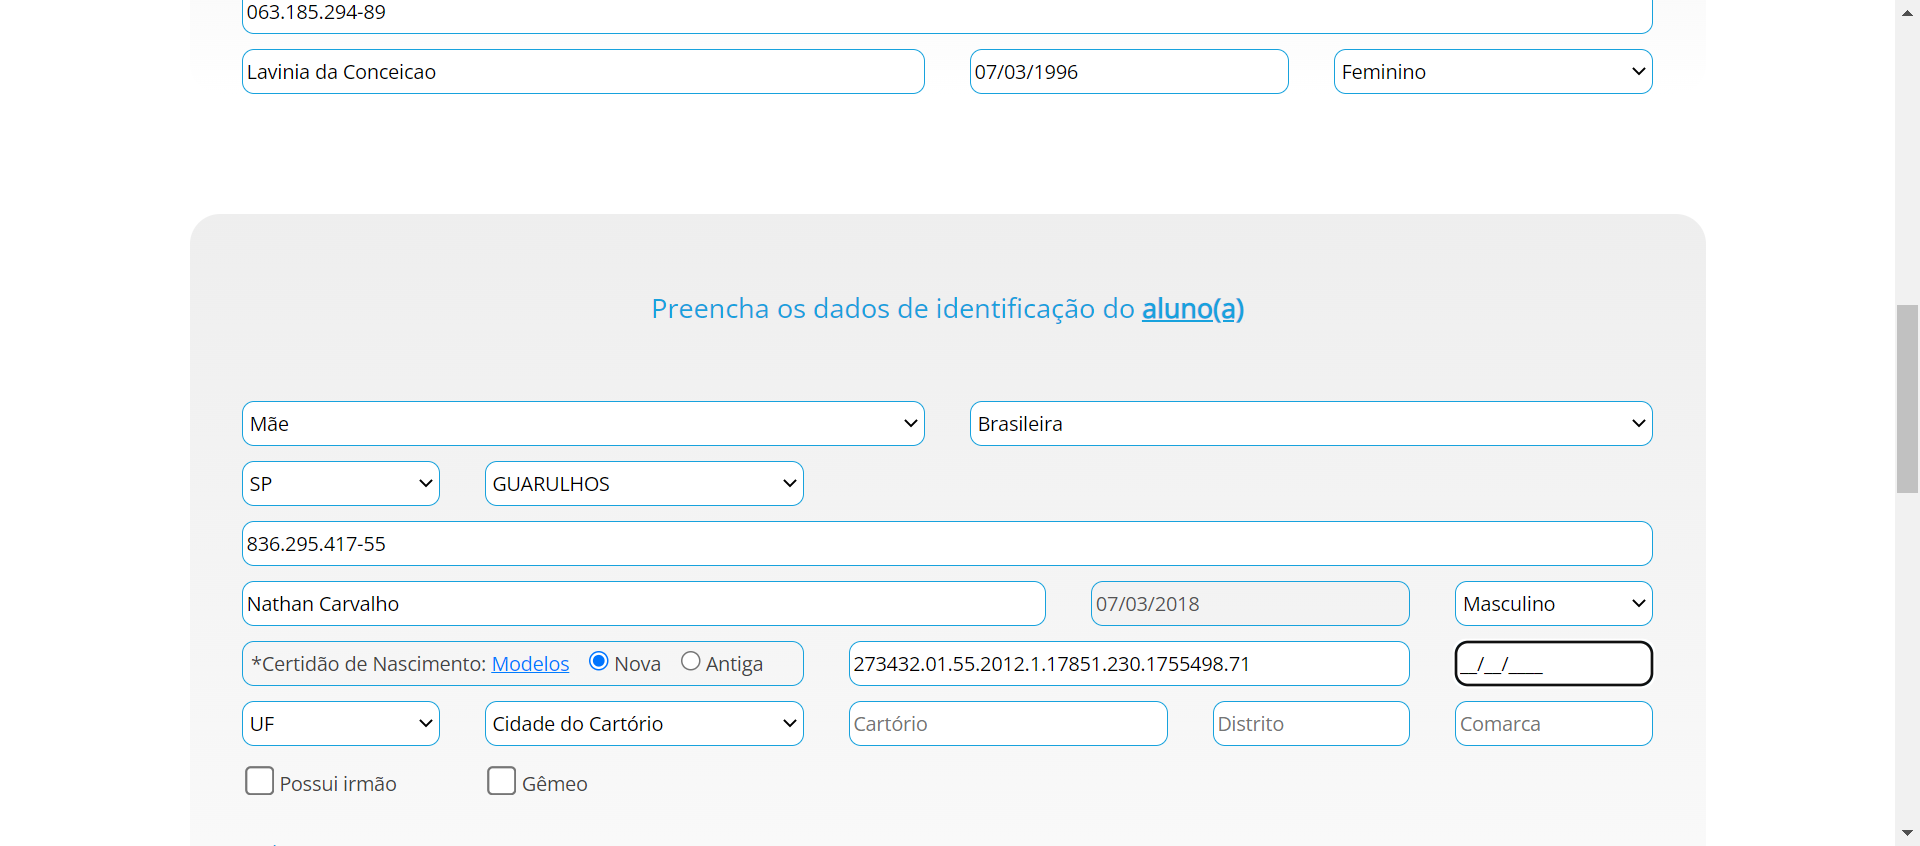 063.185.294-89
Lavinia da Conceicao 07/03/1996 Feminino
Preencha os dados de identificação do aluno(a)
Mãe Brasileira
SP GUARULHOS
836.295.417-55
Nathan Carvalho 07/03/2018 Masculino
*Certidão de Nascimento: Modelos Nova Antiga 273432.01.55.2012.1.17851.230.1755498.71 __/__/____
UF Cidade do Cartório Cartório Distrito Comarca
Possui irmão Gêmeo